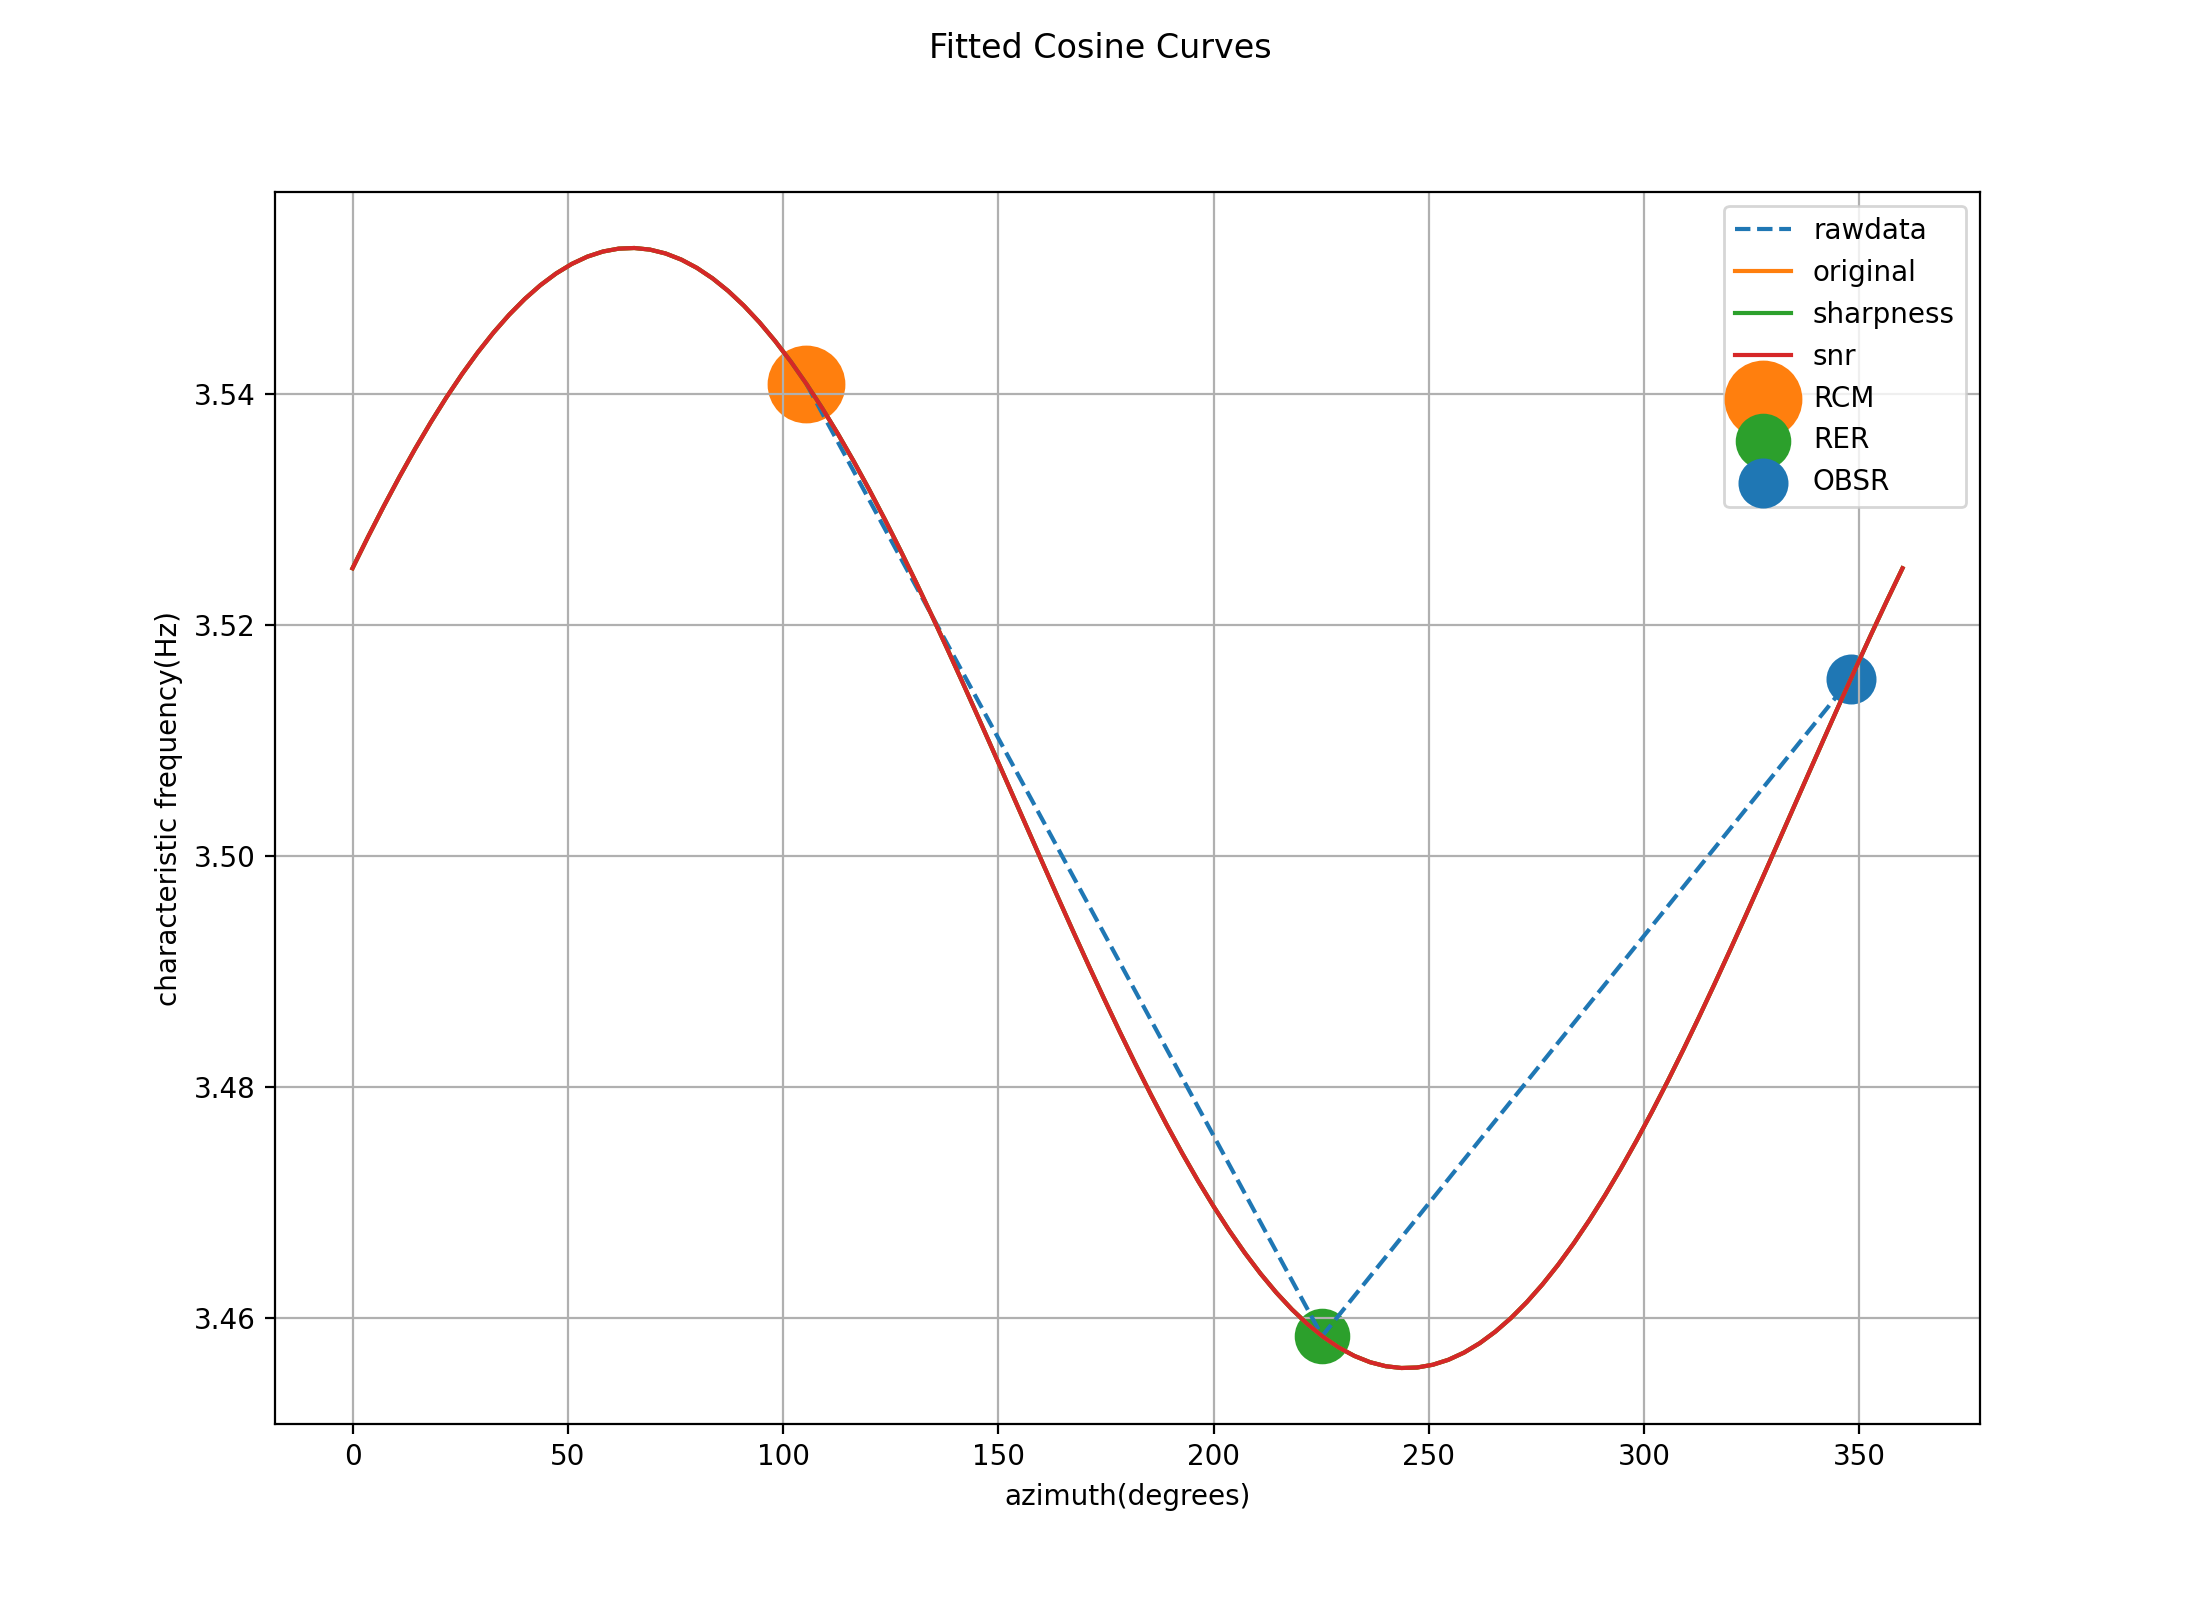 Fitted Cosine Curves
rawdata
original
sharpness
snr
RCM
RER
OBSR
characteristic frequency(Hz)
3.54
3.52
3.50
3.48
3.46
0 50 100 150 200 250 300 350
azimuth(degrees)